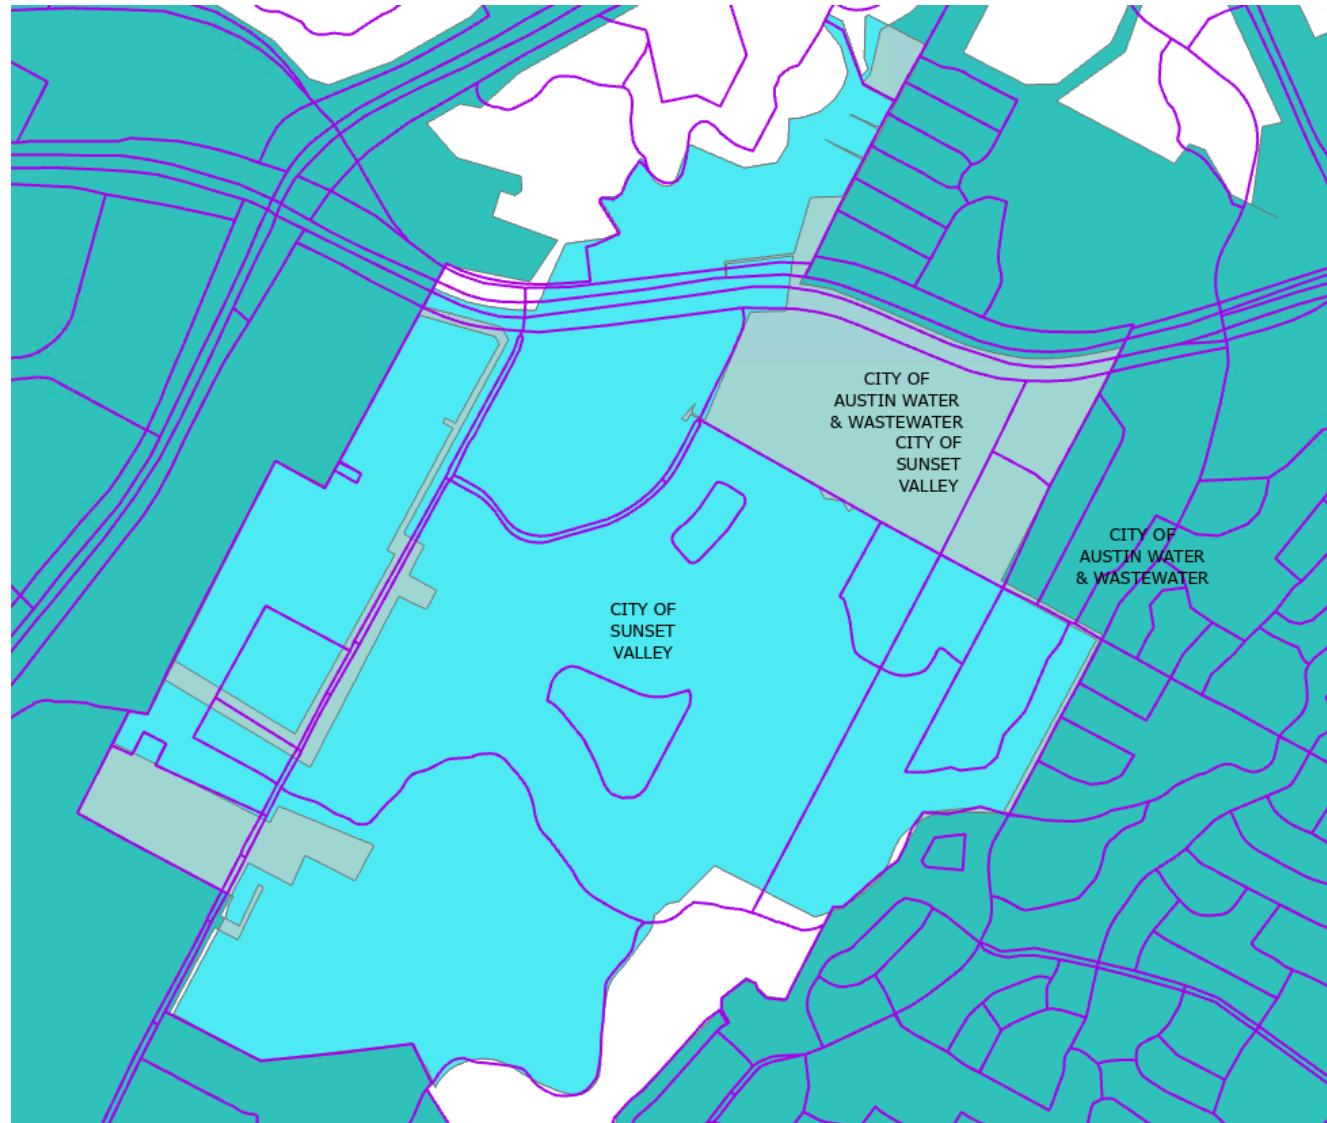 CITY OF
AUSTIN WATER
& WASTEWATER
CITY OF
SUNSET
VALLEY
CITY OF
AUSTIN WATER
& WASTEWATER
CITY OF
SUNSET
VALLEY